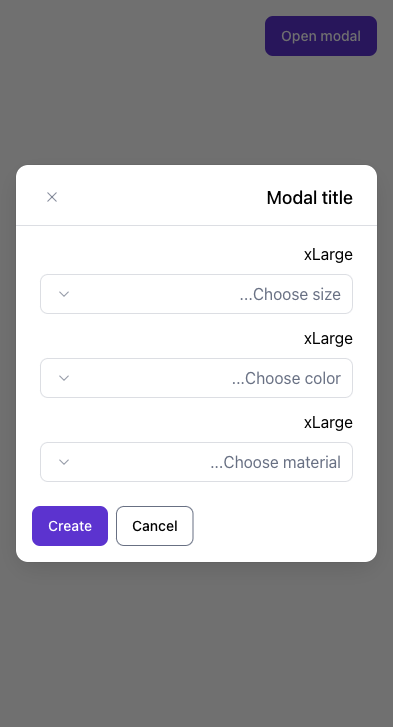 Open modal
Modal title
xLarge
...Choose size
xLarge
...Choose color
xLarge
...Choose material
Create
Cancel